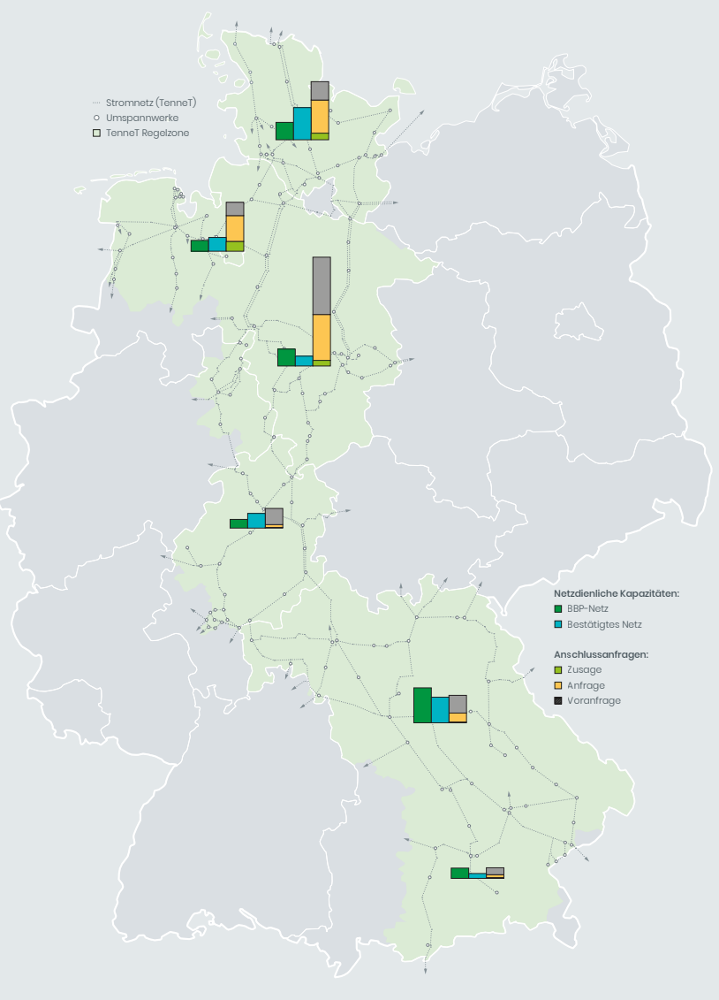 Stromnetz (TenneT)
Umspannwerke
TenneT Regelzone
Netzdienliche Kapazitäten:
BBP-Netz
Bestätigtes Netz
Anschlussanfragen:
Zusage
Anfrage
Voranfrage